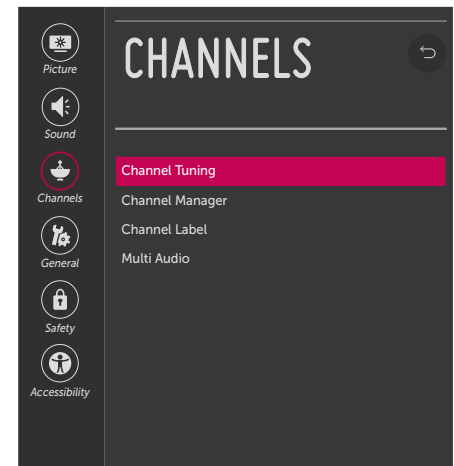 CHANNELS
Picture
Sound
Channels
General
Safety
Accessibility
Channel Tuning
Channel Manager
Channel Label
Multi Audio